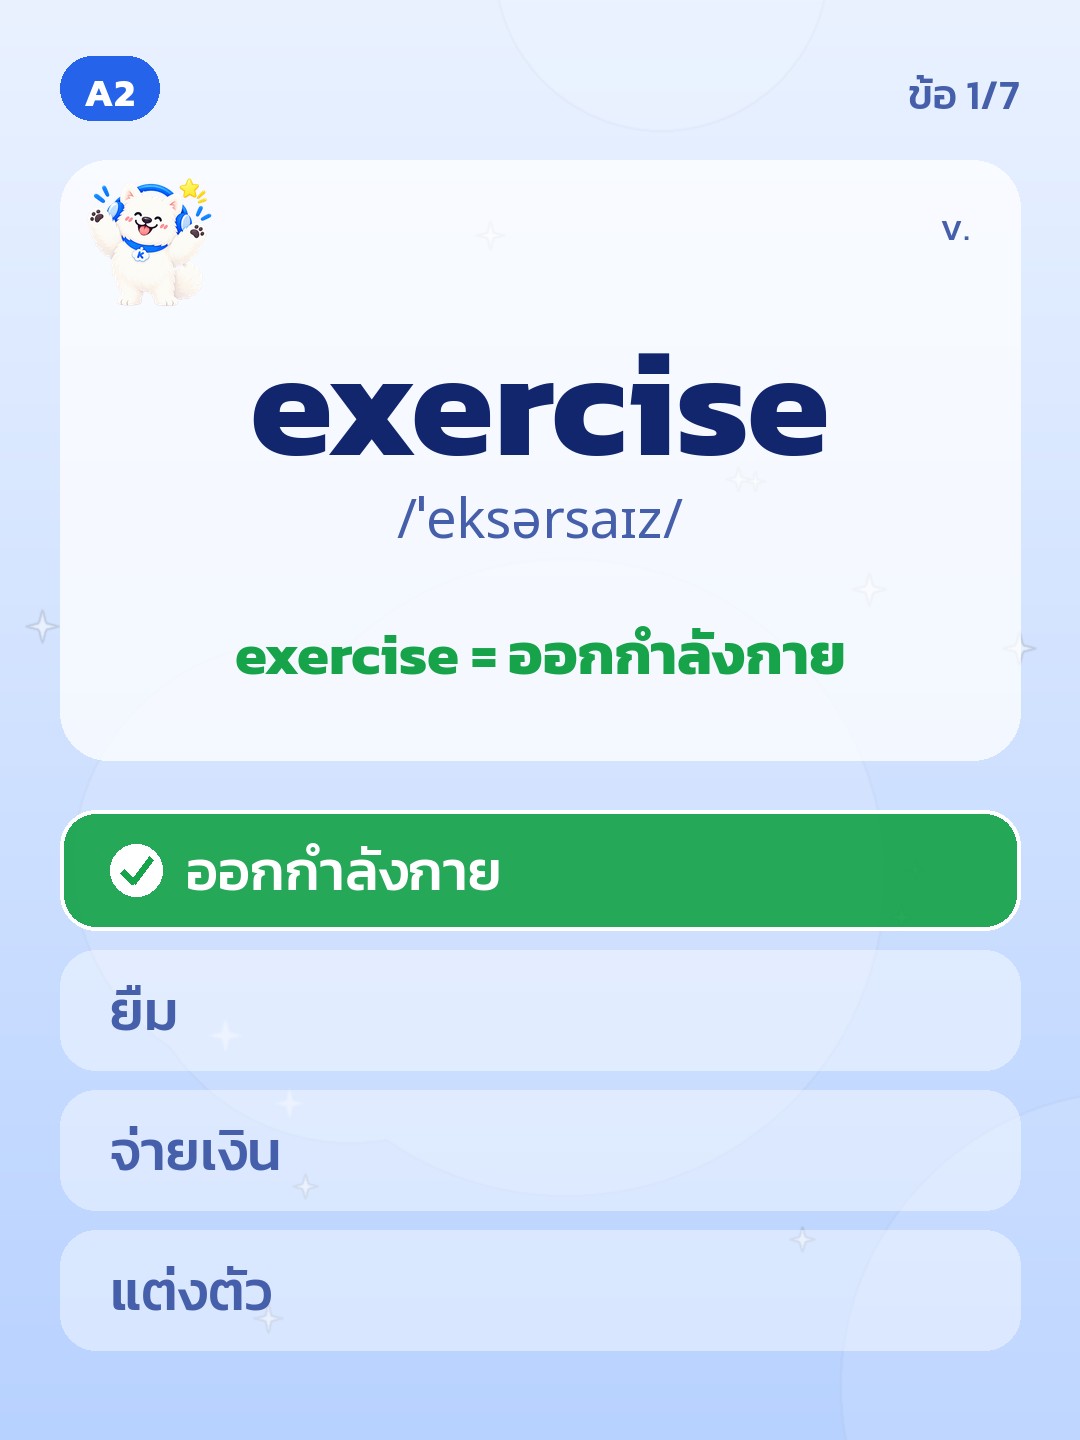 A2
ข้อ 1/7
K
v.
exercise
/ˈeksərsaɪz/
exercise = ออกกำลังกาย
ออกกำลังกาย
ยืม
จ่ายเงิน
แต่งตัว